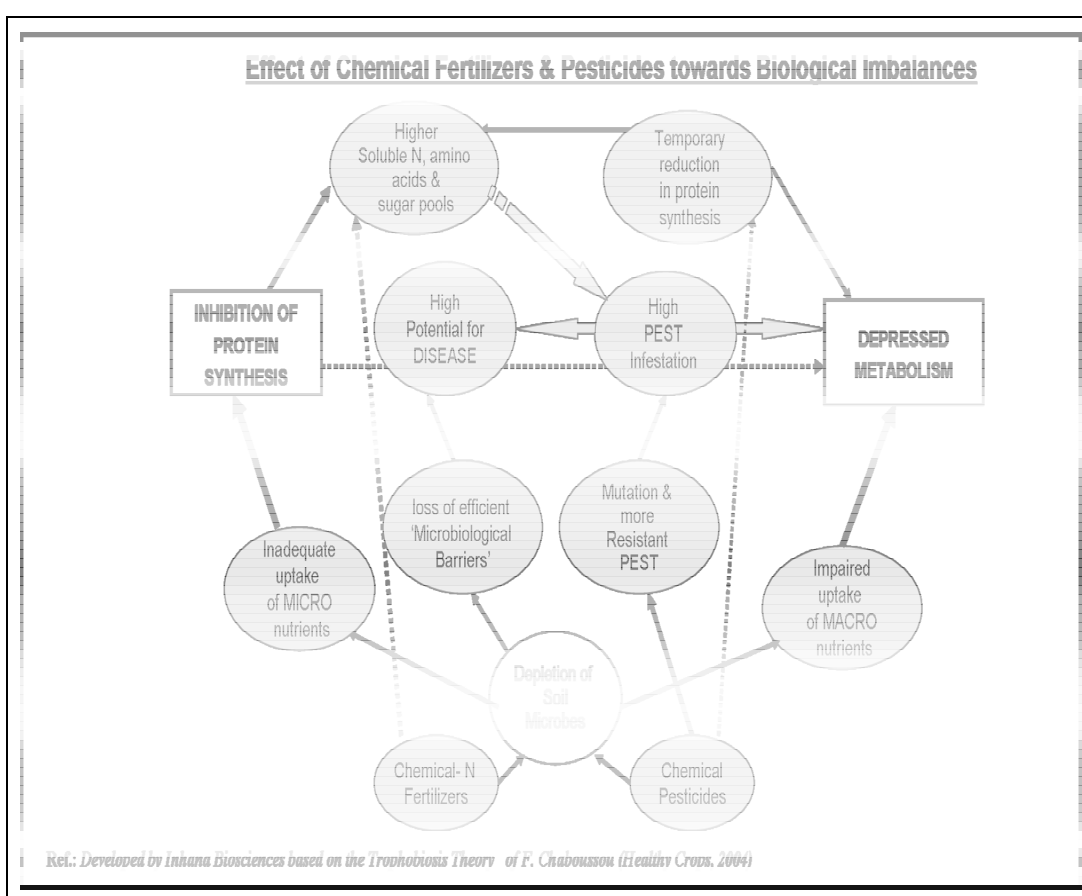 Effect of Chemical Fertilizers & Pesticides towards Biological Imbalances
Higher
Soluble N, amino
acids &
sugar pools
Temporary
reduction
in protein
synthesis
INHIBITION OF
PROTEIN
SYNTHESIS
High
Potential for
DISEASE
High
PEST
Infestation
DEPRESSED
METABOLISM
loss of efficient
‘Microbiological
Barriers’
Mutation &
more
Resistant
PEST
Inadequate
uptake
of MICRO
nutrients
Impaired
uptake
of MACRO
nutrients
Depletion of
Soil
Microbes
Chemical- N
Fertilizers
Chemical
Pesticides
Ref.: Developed by Inhana Biosciences based on the Trophobiosis Theory of F. Chaboussou (Healthy Crops, 2004)